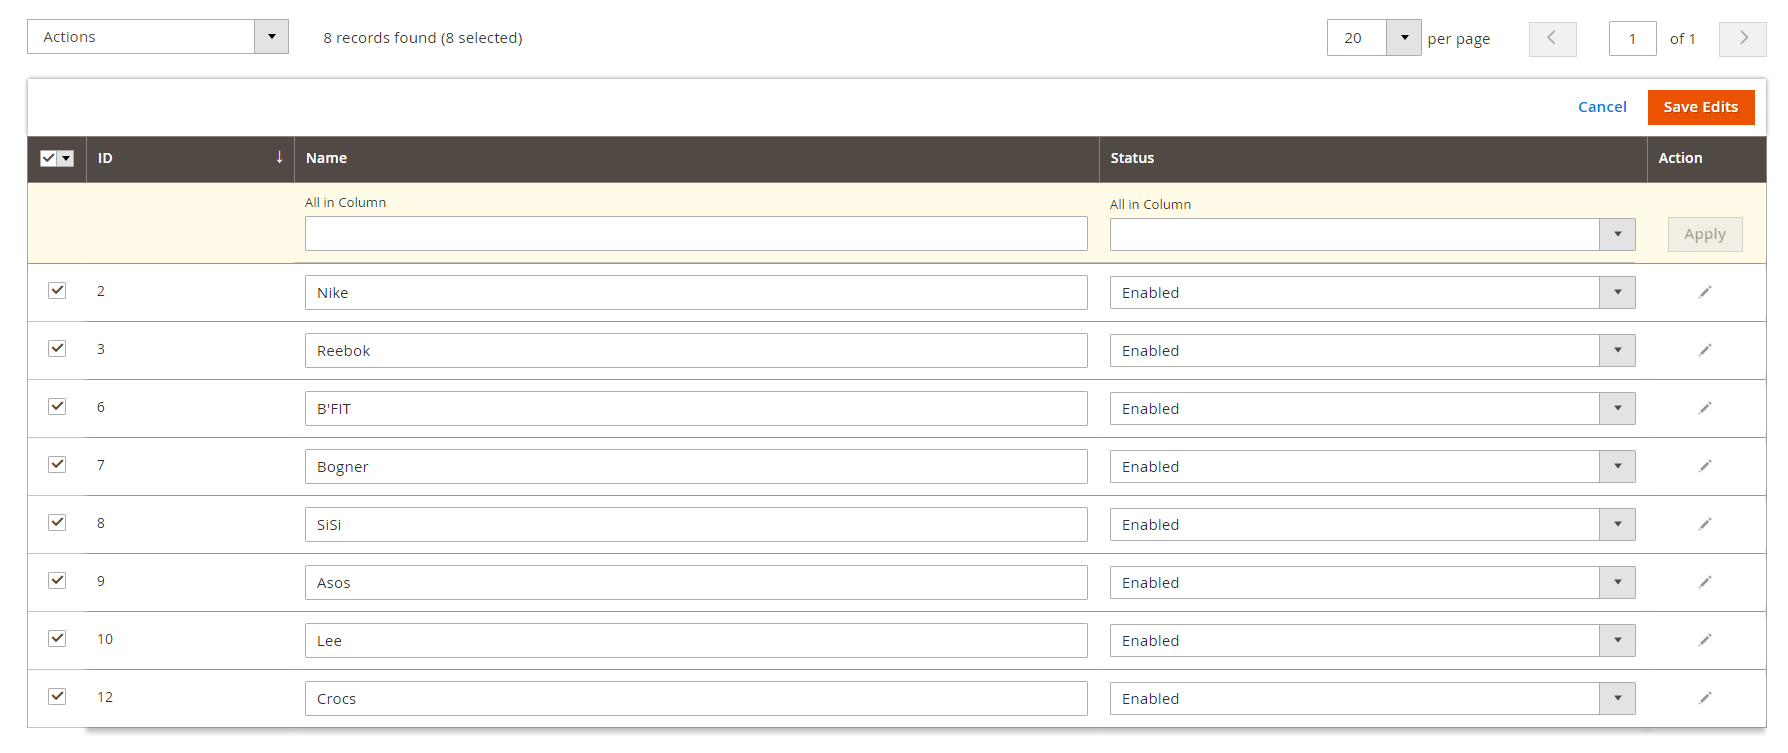 Actions 8 records found (8 selected) 20 per page 1 of 1
Cancel Save Edits
ID Name Status Action
All in Column All in Column
Apply
2 Nike Enabled
3 Reebok Enabled
6 B'FIT Enabled
7 Bogner Enabled
8 SiSi Enabled
9 Asos Enabled
10 Lee Enabled
12 Crocs Enabled